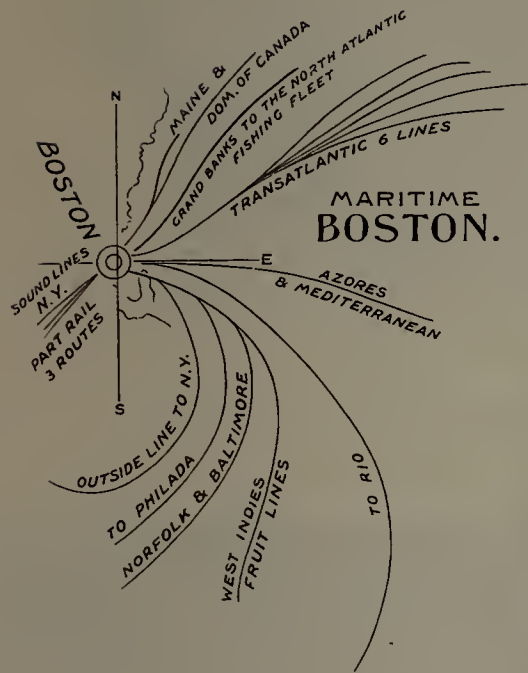 N
MAINE &
DOM. OF CANADA
GRAND BANKS TO THE NORTH ATLANTIC
FISHING FLEET
TRANSATLANTIC 6 LINES
MARITIME
BOSTON.
BOSTON
E
AZORES
& MEDITERRANEAN
SOUND LINES
N.Y.
PART RAIL
3 ROUTES
S
OUTSIDE LINE TO N.Y.
TO PHILADA
NORFOLK & BALTIMORE
WEST INDIES
FRUIT LINES
TO RIO